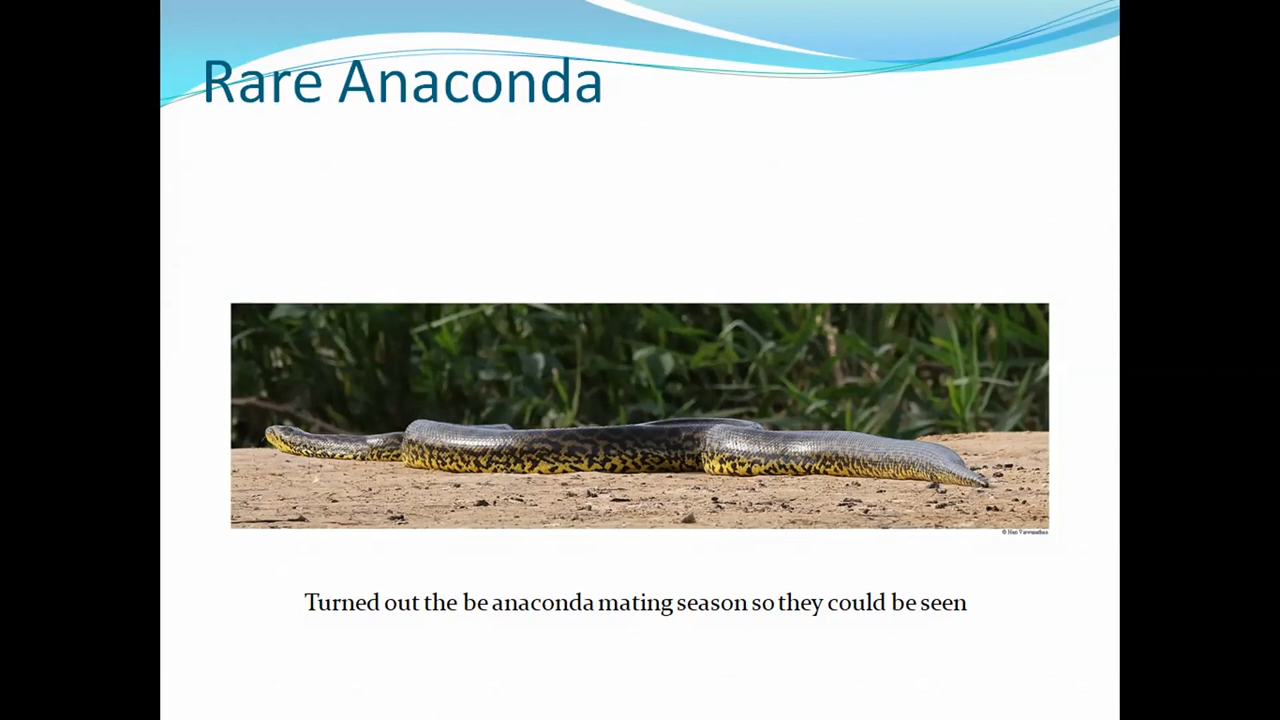 Rare Anaconda
Turned out the be anaconda mating season so they could be seen